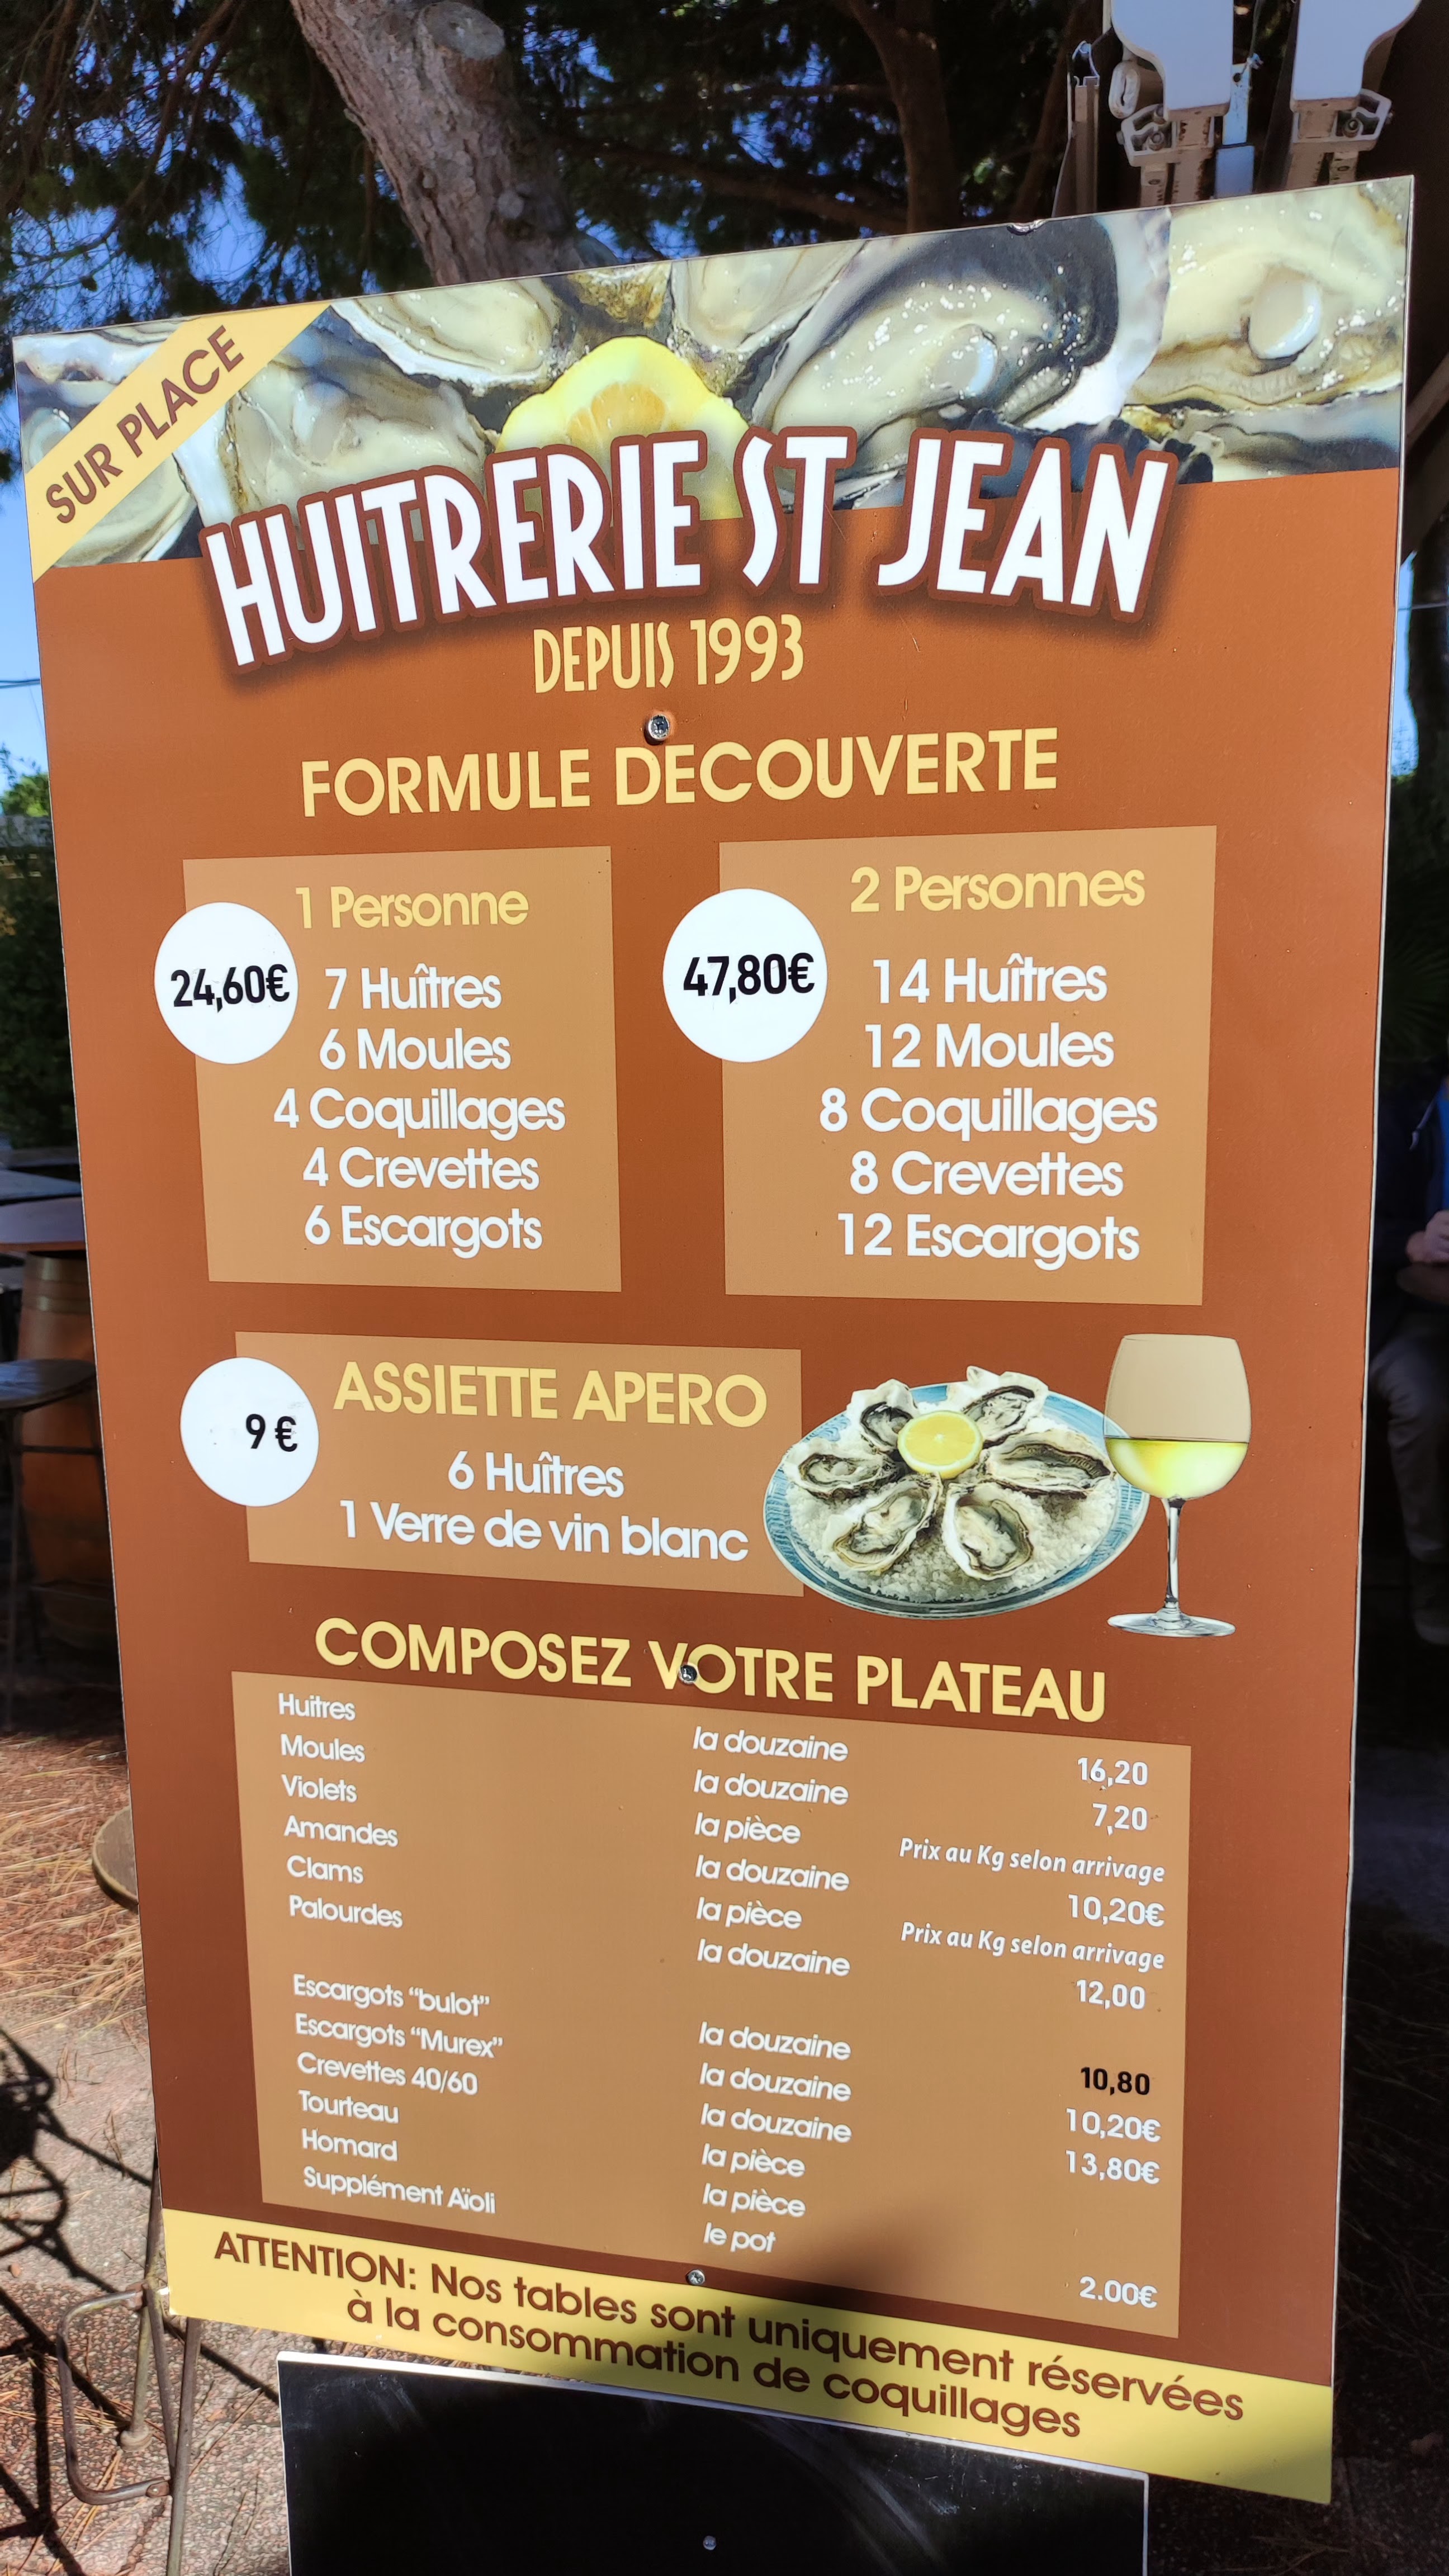 SUR PLACE
HUITRERIE ST JEAN
DEPUIS 1993
FORMULE DECOUVERTE
1 Personne
24,60€
7 Huîtres
6 Moules
4 Coquillages
4 Crevettes
6 Escargots
2 Personnes
47,80€
14 Huîtres
12 Moules
8 Coquillages
8 Crevettes
12 Escargots
ASSIETTE APERO
9 €
6 Huîtres
1 Verre de vin blanc
COMPOSEZ VOTRE PLATEAU
Huitres la douzaine 16,20
Moules la douzaine 7,20
Violets la pièce Prix au Kg selon arrivage
Amandes la douzaine 10,20€
Clams la pièce Prix au Kg selon arrivage
Palourdes la douzaine 12,00
Escargots “bulot” la douzaine 10,80
Escargots “Murex” la douzaine 10,20€
Crevettes 40/60 la douzaine 13,80€
Tourteau la pièce
Homard la pièce
Supplément Aïoli le pot 2.00€
ATTENTION: Nos tables sont uniquement réservées
à la consommation de coquillages